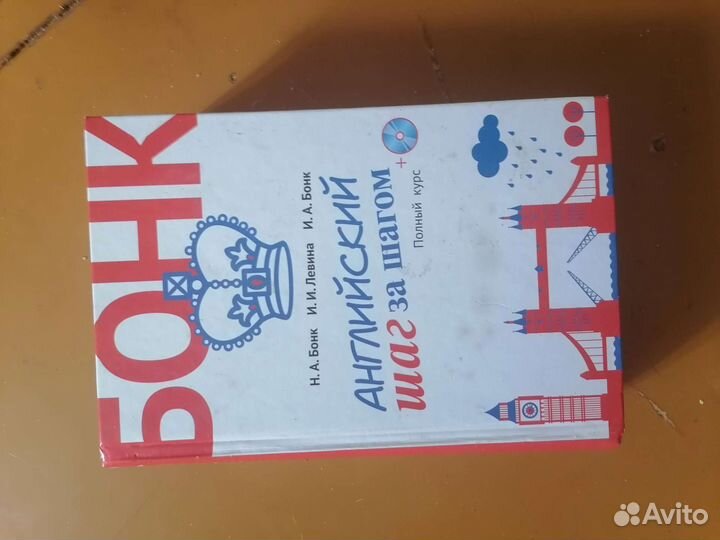 БОНК
Н. А. Бонк И. И. Левина И. А. Бонк
АНГЛИЙСКИЙ
шаг за шагом
+
Полный курс
Avito